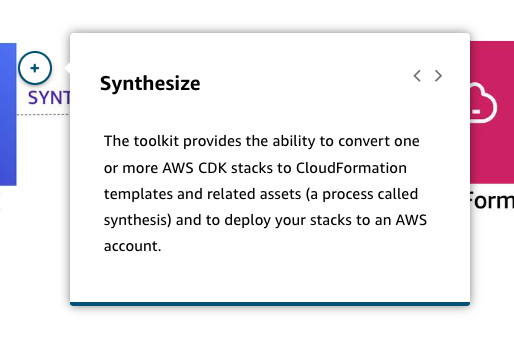 Synthesize
SYNT
The toolkit provides the ability to convert one
or more AWS CDK stacks to CloudFormation
templates and related assets (a process called
synthesis) and to deploy your stacks to an AWS
account.
Form